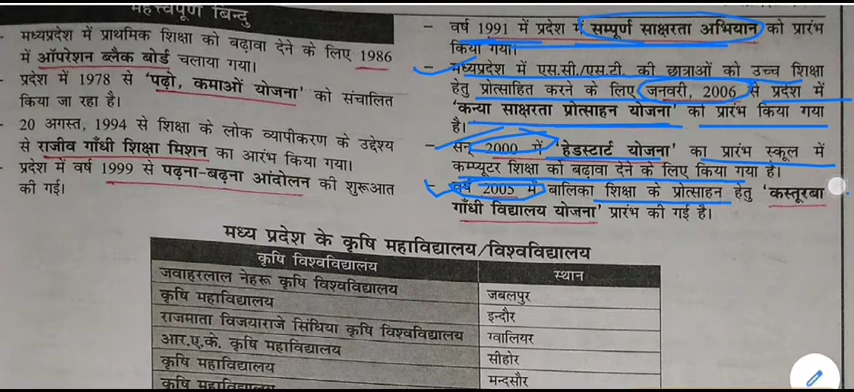 महत्त्वपूर्ण बिन्दु
- मध्यप्रदेश में प्राथमिक शिक्षा को बढ़ावा देने के लिए 1986
में ऑपरेशन ब्लैक बोर्ड चलाया गया।
- प्रदेश में 1978 से 'पढ़ो, कमाओं योजना' को संचालित
किया जा रहा है।
- 20 अगस्त, 1994 से शिक्षा के लोक व्यापीकरण के उद्देश्य
से राजीव गाँधी शिक्षा मिशन का आरंभ किया गया।
- प्रदेश में वर्ष 1999 से पढ़ना-बढ़ना आंदोलन की शुरूआत
की गई।
- वर्ष 1991 में प्रदेश में सम्पूर्ण साक्षरता अभियान को प्रारंभ
किया गया।
- मध्यप्रदेश में एस.सी./एस.टी. की छात्राओं को उच्च शिक्षा
हेतु प्रोत्साहित करने के लिए जनवरी, 2006 से प्रदेश में
'कन्या साक्षरता प्रोत्साहन योजना' को प्रारंभ किया गया
है।
- सन् 2000 में 'हेडस्टार्ट योजना' का प्रारंभ स्कूल में
कम्प्यूटर शिक्षा को बढ़ावा देने के लिए किया गया है।
- वर्ष 2005 में बालिका शिक्षा के प्रोत्साहन हेतु 'कस्तूरबा
गाँधी विद्यालय योजना' प्रारंभ की गई है।
मध्य प्रदेश के कृषि महाविद्यालय/विश्वविद्यालय
कृषि विश्वविद्यालय स्थान
जवाहरलाल नेहरू कृषि विश्वविद्यालय जबलपुर
कृषि महाविद्यालय इन्दौर
राजमाता विजयाराजे सिंधिया कृषि विश्वविद्यालय ग्वालियर
आर.ए.के. कृषि महाविद्यालय सीहोर
कृषि महाविद्यालय मन्दसौर
कृषि महाविद्यालय